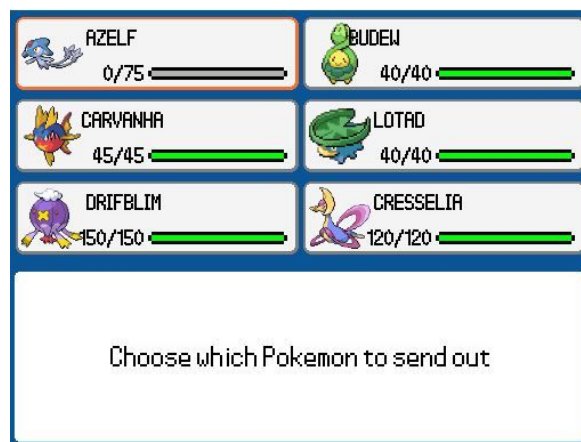 AZELF
0/75
BUDEW
40/40
CARVANHA
45/45
LOTAD
40/40
DRIFBLIM
150/150
CRESSELIA
120/120
Choose which Pokemon to send out